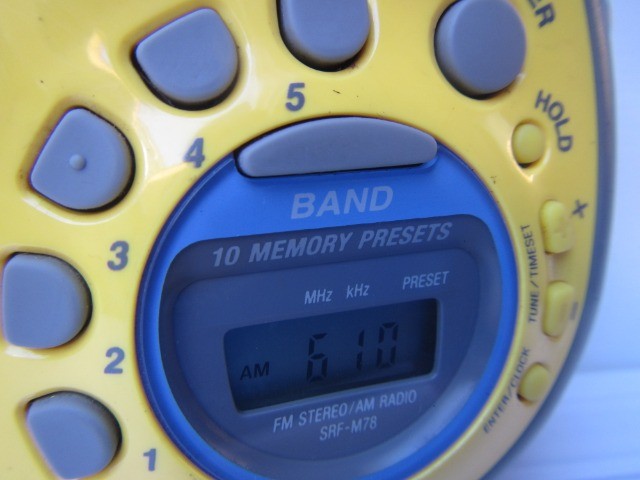 ER
HOLD
5
4
3
2
1
BAND
10 MEMORY PRESETS
MHz kHz PRESET
AM 610
FM STEREO/AM RADIO
SRF-M78
+
TUNE/TIMESET
-
ENTER/CLOCK